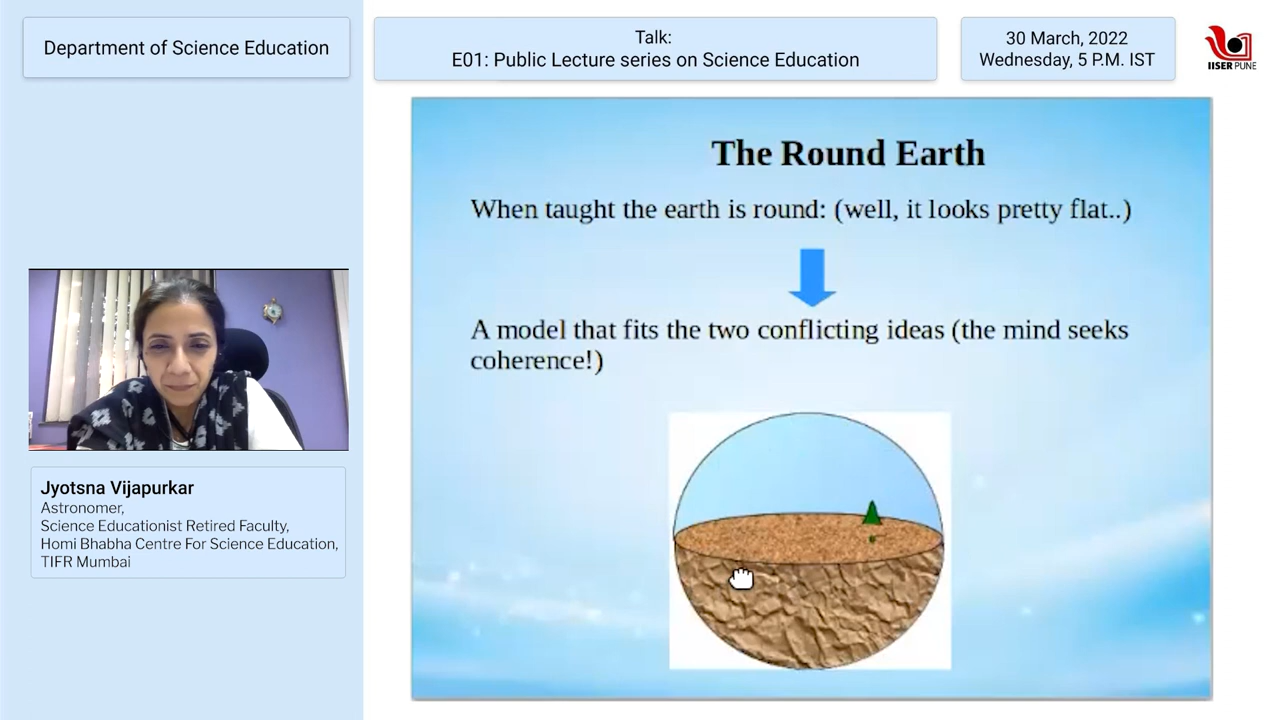 Department of Science Education
Talk:
E01: Public Lecture series on Science Education
30 March, 2022
Wednesday, 5 P.M. IST
IISER PUNE
The Round Earth
When taught the earth is round: (well, it looks pretty flat..)
A model that fits the two conflicting ideas (the mind seeks
coherence!)
Jyotsna Vijapurkar
Astronomer,
Science Educationist Retired Faculty,
Homi Bhabha Centre For Science Education,
TIFR Mumbai